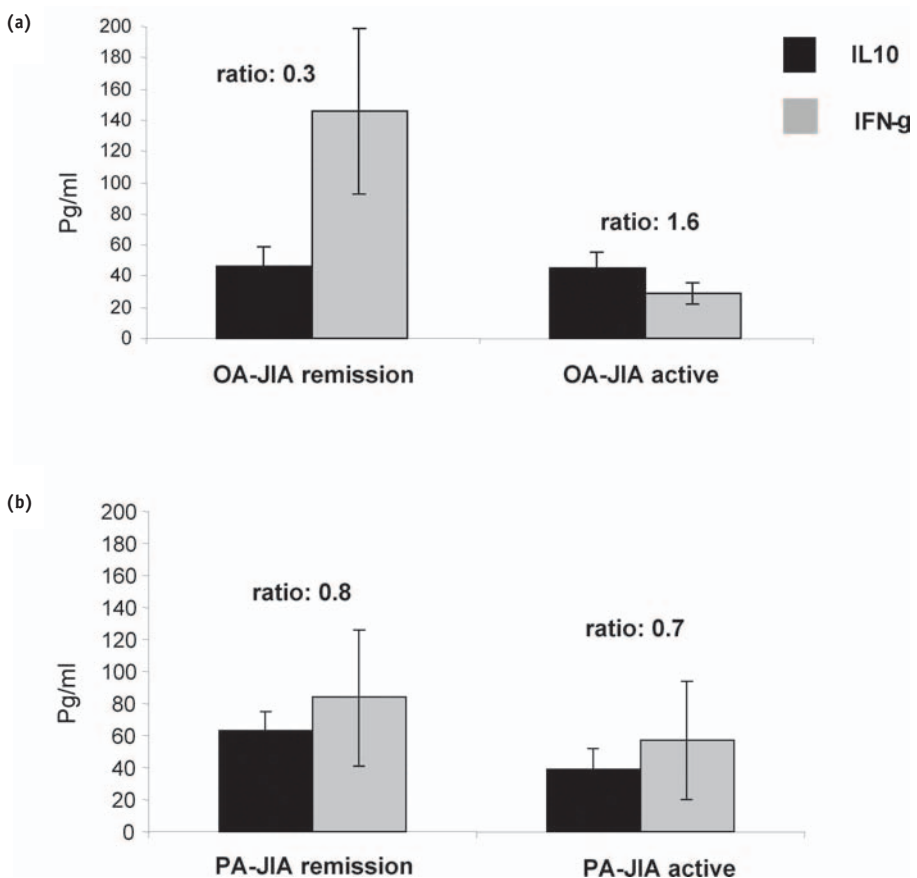 (a)
200
180
160
140
120
100
80
60
40
20
0
Pg/ml
ratio: 0.3
ratio: 1.6
IL10
IFN-g
OA-JIA remission
OA-JIA active
(b)
200
180
160
140
120
100
80
60
40
20
0
Pg/ml
ratio: 0.8
ratio: 0.7
PA-JIA remission
PA-JIA active